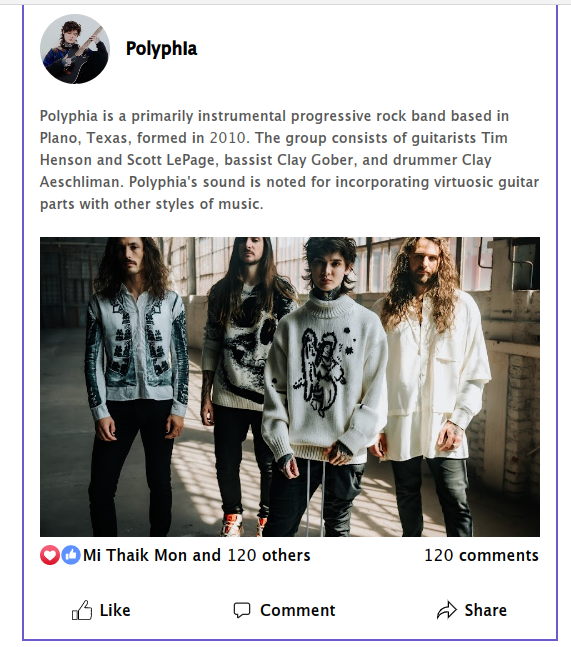 PolyphIa
Polyphia is a primarily instrumental progressive rock band based in
Plano, Texas, formed in 2010. The group consists of guitarists Tim
Henson and Scott LePage, bassist Clay Gober, and drummer Clay
Aeschliman. Polyphia's sound is noted for incorporating virtuosic guitar
parts with other styles of music.
Mi Thaik Mon and 120 others 120 comments
Like Comment Share